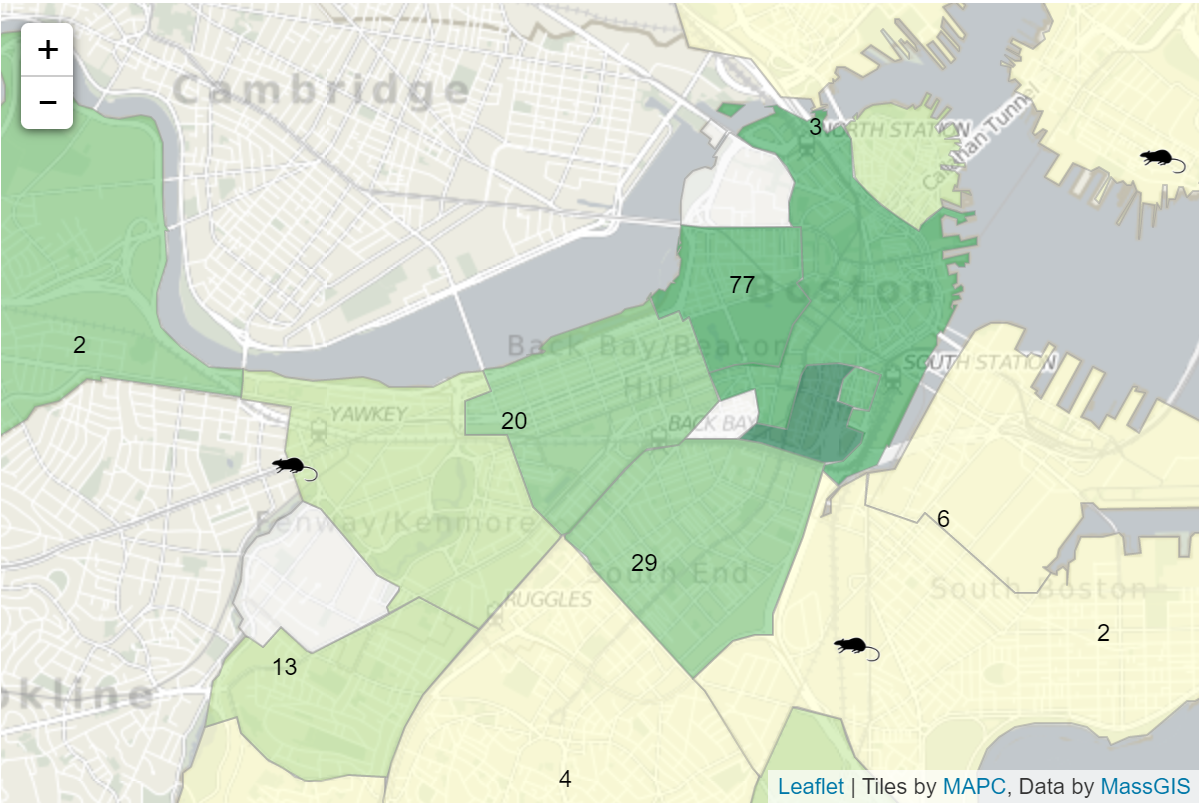 +
−
Cambridge
3
NORTH STATION
Callahan Tunnel
77
Boston
2
Back Bay/Beacon
Hill
SOUTH STATION
YAWKEY
20
BACK BAY
Fenway/Kenmore
6
29
South End
South Boston
RUGGLES
2
13
okline
4
Leaflet | Tiles by MAPC, Data by MassGIS